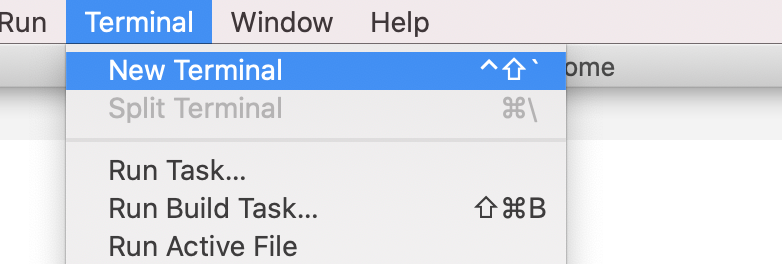 Run Terminal Window Help
New Terminal ⌃⇧` ome
Split Terminal ⌘\
Run Task...
Run Build Task... ⇧⌘B
Run Active File